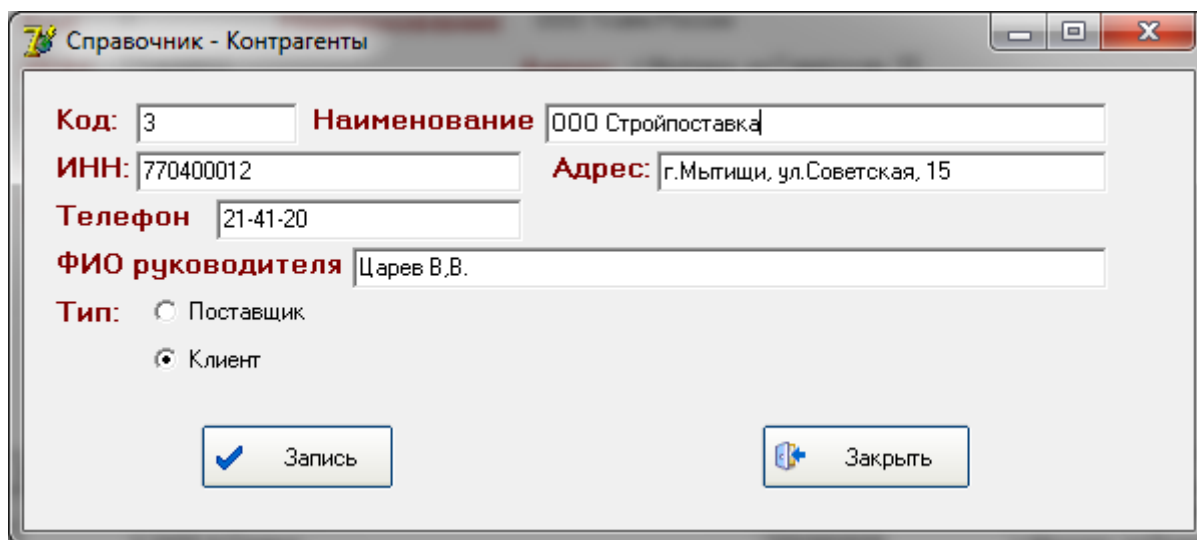 Справочник - Контрагенты
Код: 3 Наименование ООО Стройпоставка
ИНН: 770400012 Адрес: г.Мытищи, ул.Советская, 15
Телефон 21-41-20
ФИО руководителя Царев В,В.
Тип: Поставщик
Клиент
Запись Закрыть